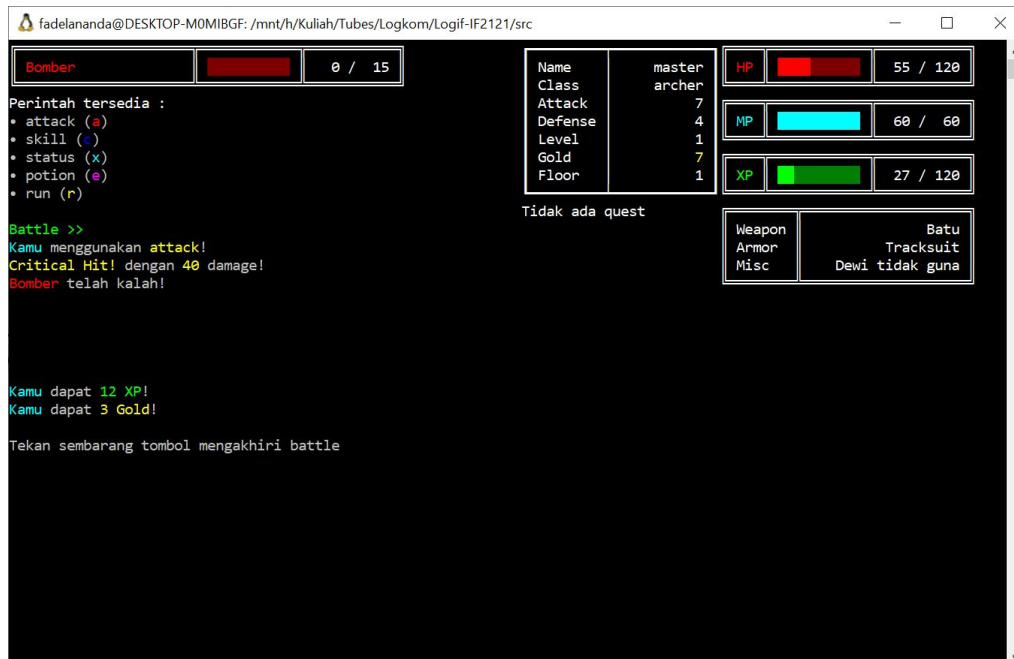 fadelananda@DESKTOP-M0MIBGF: /mnt/h/Kuliah/Tubes/Logkom/Logif-IF2121/src
Bomber 0 / 15
Perintah tersedia :
• attack (a)
• skill (c)
• status (x)
• potion (e)
• run (r)
Battle >>
Kamu menggunakan attack!
Critical Hit! dengan 40 damage!
Bomber telah kalah!
Kamu dapat 12 XP!
Kamu dapat 3 Gold!
Tekan sembarang tombol mengakhiri battle
Name master
Class archer
Attack 7
Defense 4
Level 1
Gold 7
Floor 1
Tidak ada quest
HP 55 / 120
MP 60 / 60
XP 27 / 120
Weapon Batu
Armor Tracksuit
Misc Dewi tidak guna